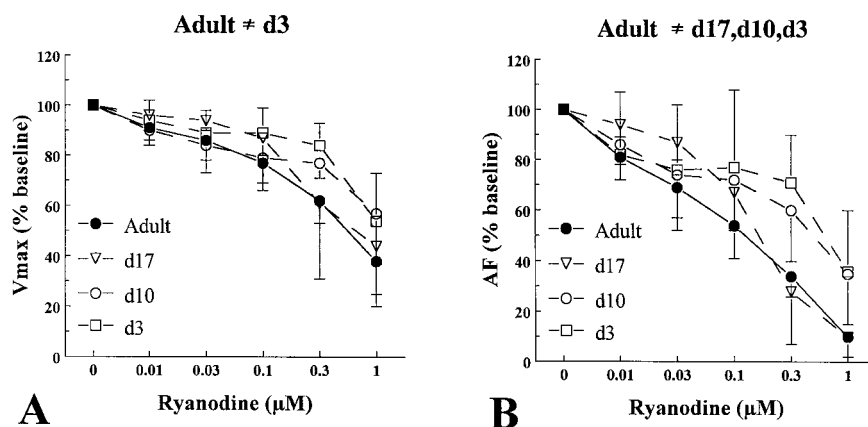 Adult ≠ d3
120
100
80
60
40
20
0
Vmax (% baseline)
Adult
d17
d10
d3
0 0.01 0.03 0.1 0.3 1
Ryanodine (μM)
A
Adult ≠ d17,d10,d3
120
100
80
60
40
20
0
AF (% baseline)
Adult
d17
d10
d3
0 0.01 0.03 0.1 0.3 1
Ryanodine (μM)
B